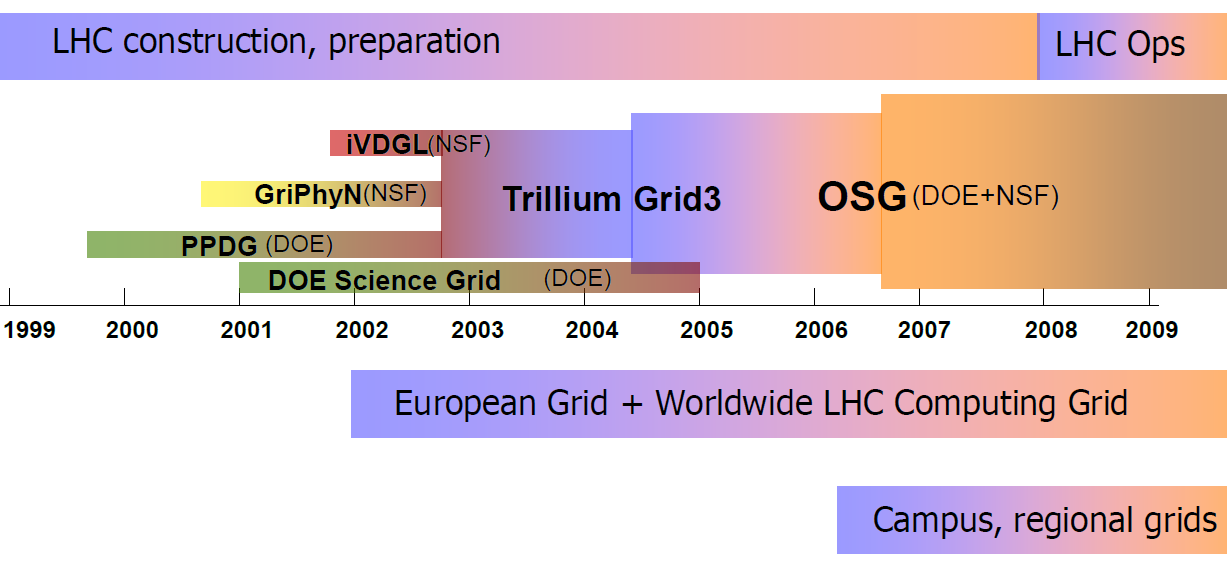 LHC construction, preparation
LHC Ops
iVDGL(NSF)
GriPhyN(NSF)
Trillium Grid3
OSG(DOE+NSF)
PPDG (DOE)
DOE Science Grid (DOE)
1999 2000 2001 2002 2003 2004 2005 2006 2007 2008 2009
European Grid + Worldwide LHC Computing Grid
Campus, regional grids